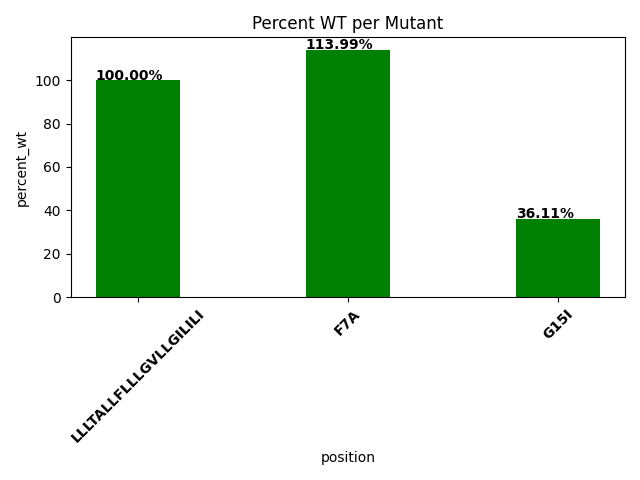 Percent WT per Mutant
percent_wt
100
80
60
40
20
0
100.00%
113.99%
36.11%
LLLTALLFLLLGVLLGILILI
F7A
G15I
position